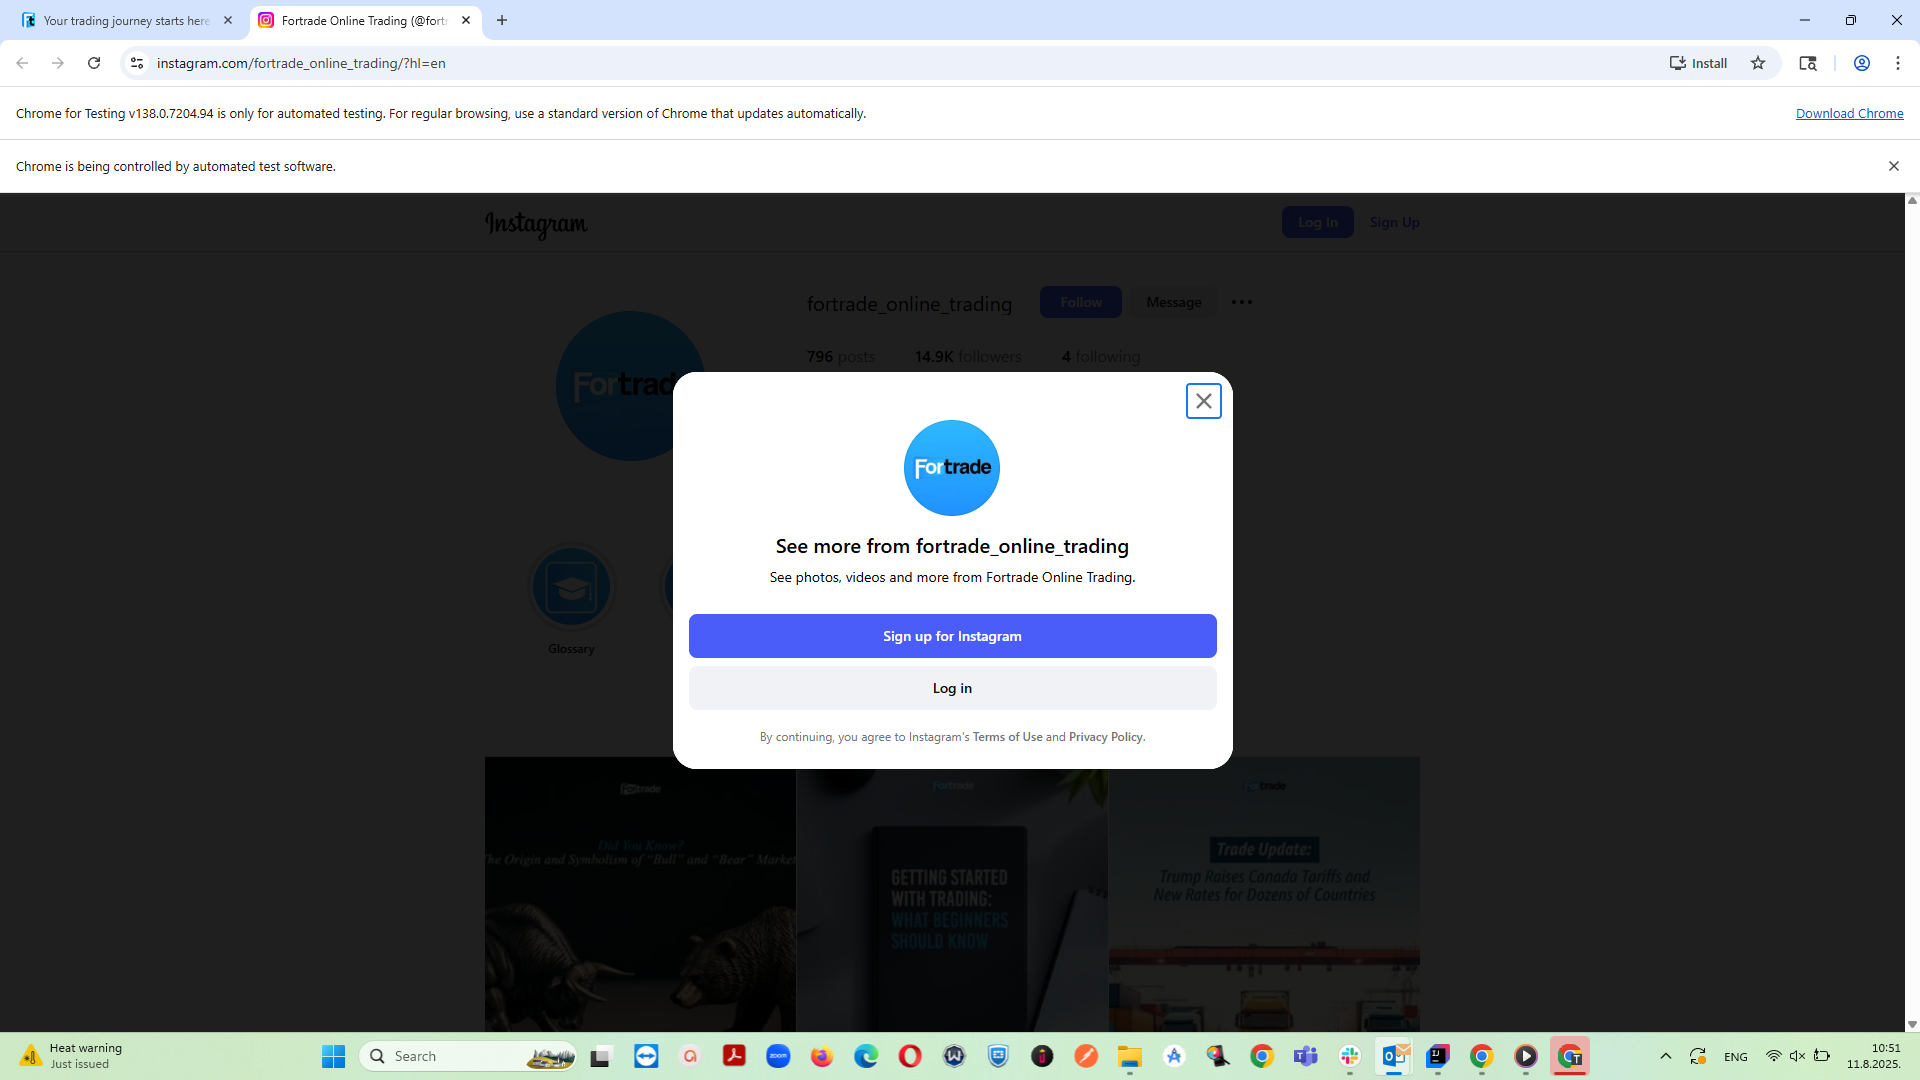 Your trading journey starts here
Fortrade Online Trading (@fort
instagram.com/fortrade_online_trading/?hl=en
Install
Chrome for Testing v138.0.7204.94 is only for automated testing. For regular browsing, use a standard version of Chrome that updates automatically.
Download Chrome
Chrome is being controlled by automated test software.
Instagram
Log In
Sign Up
fortrade_online_trading
Follow
Message
796 posts
14.9K followers
4 following
Fortrade
Fortrade
See more from fortrade_online_trading
See photos, videos and more from Fortrade Online Trading.
Sign up for Instagram
Log in
By continuing, you agree to Instagram's Terms of Use and Privacy Policy.
Glossary
Fortrade
Did You Know?
The Origin and Symbolism of "Bull" and "Bear" Market
Fortrade
GETTING STARTED
WITH TRADING:
WHAT BEGINNERS
SHOULD KNOW
Fortrade
Trade Update:
Trump Raises Canada Tariffs and
New Rates for Dozens of Countries
Heat warning
Just issued
Search
zoom
ENG
10:51
11.8.2025.